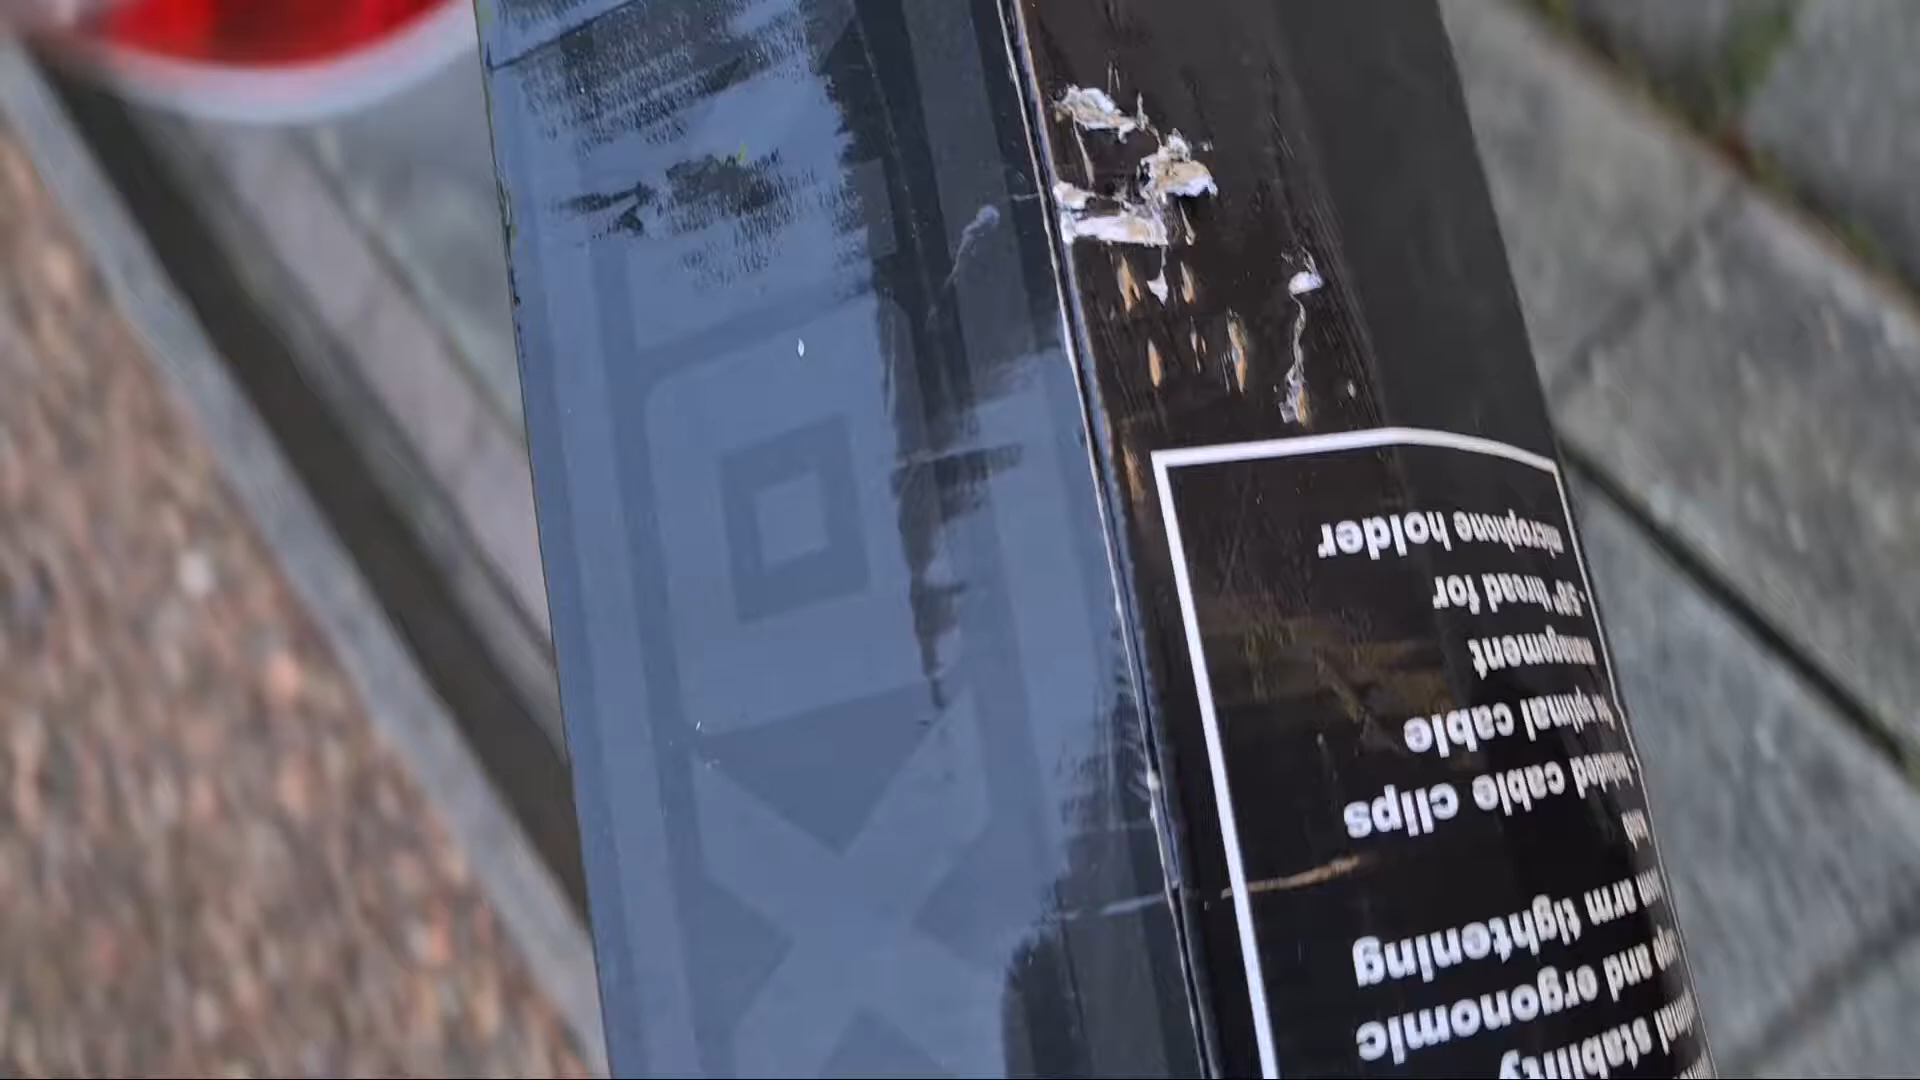 stability
and ergonomic
arm tightening
cable clips
optimal cable
management
thread for
microphone holder